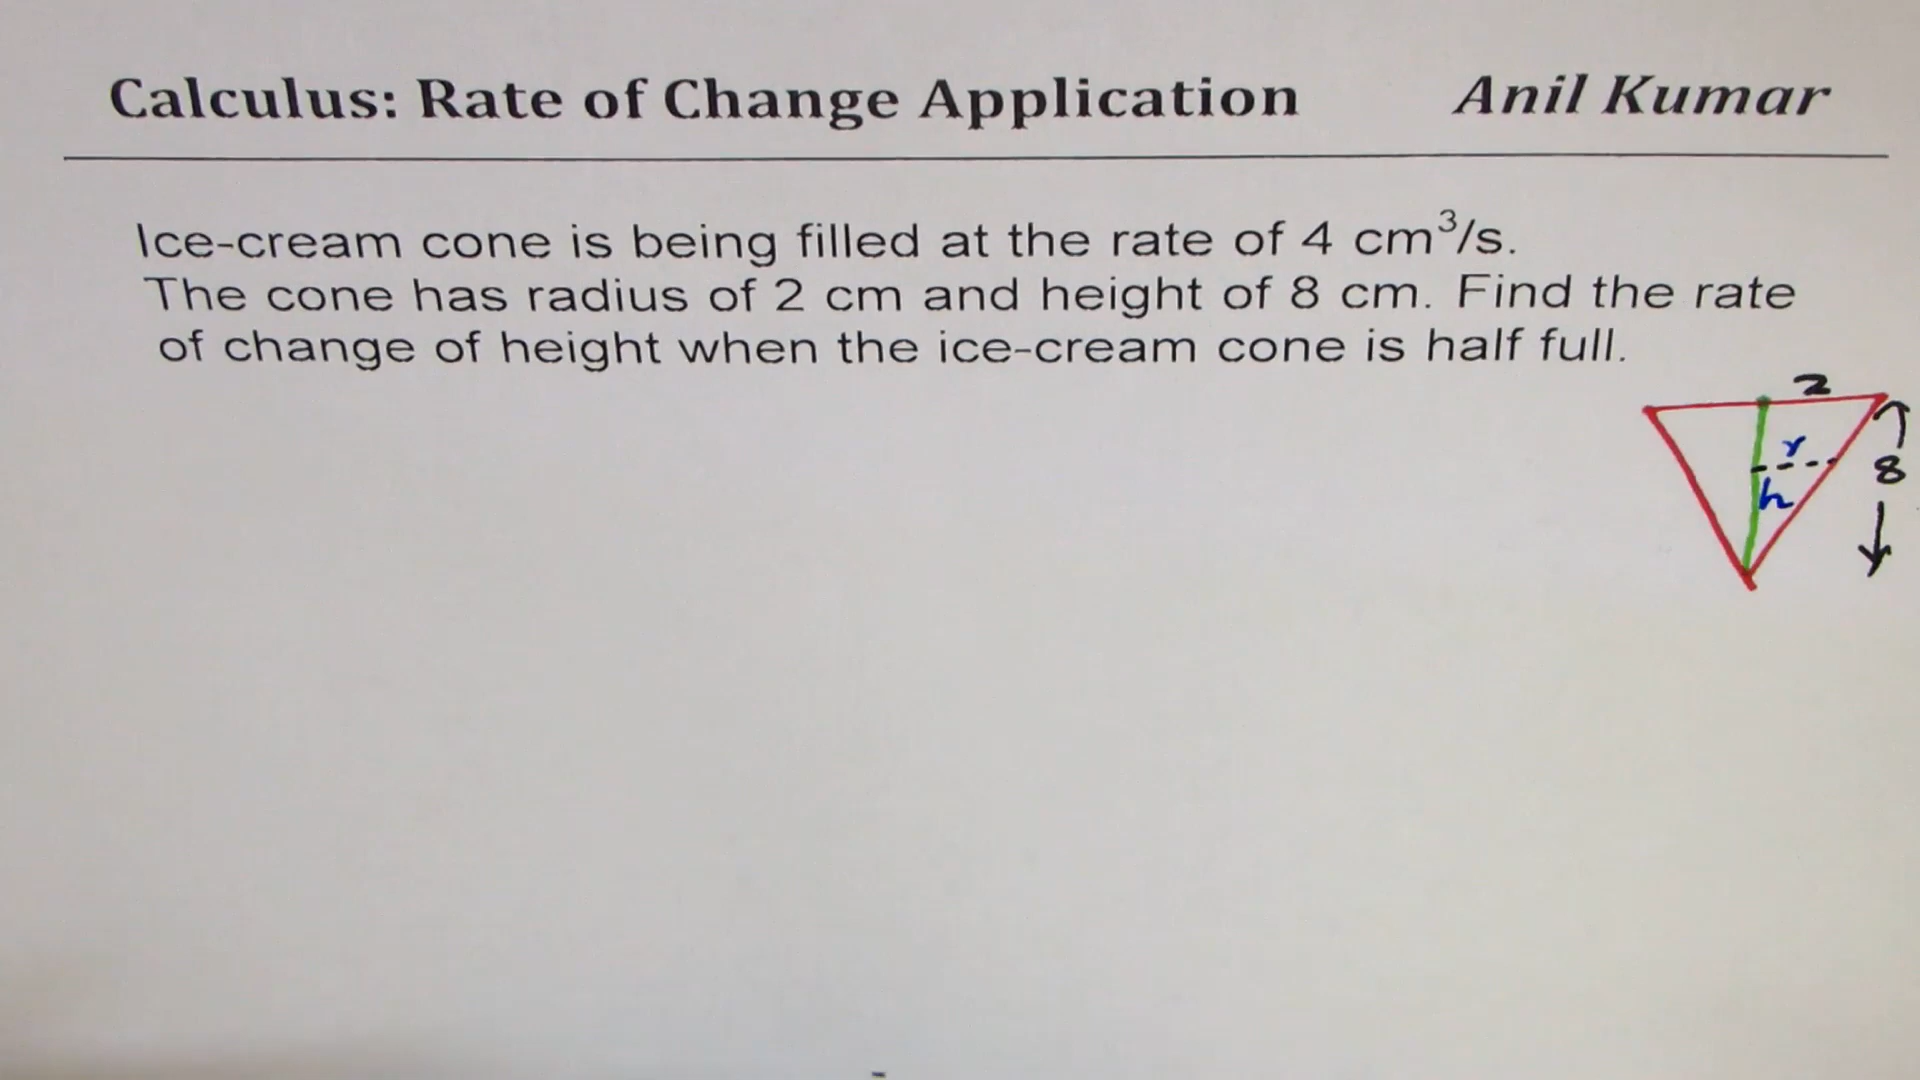 Calculus: Rate of Change Application Anil Kumar
Ice-cream cone is being filled at the rate of 4 cm³/s.
The cone has radius of 2 cm and height of 8 cm. Find the rate
of change of height when the ice-cream cone is half full.
2
r
8
h